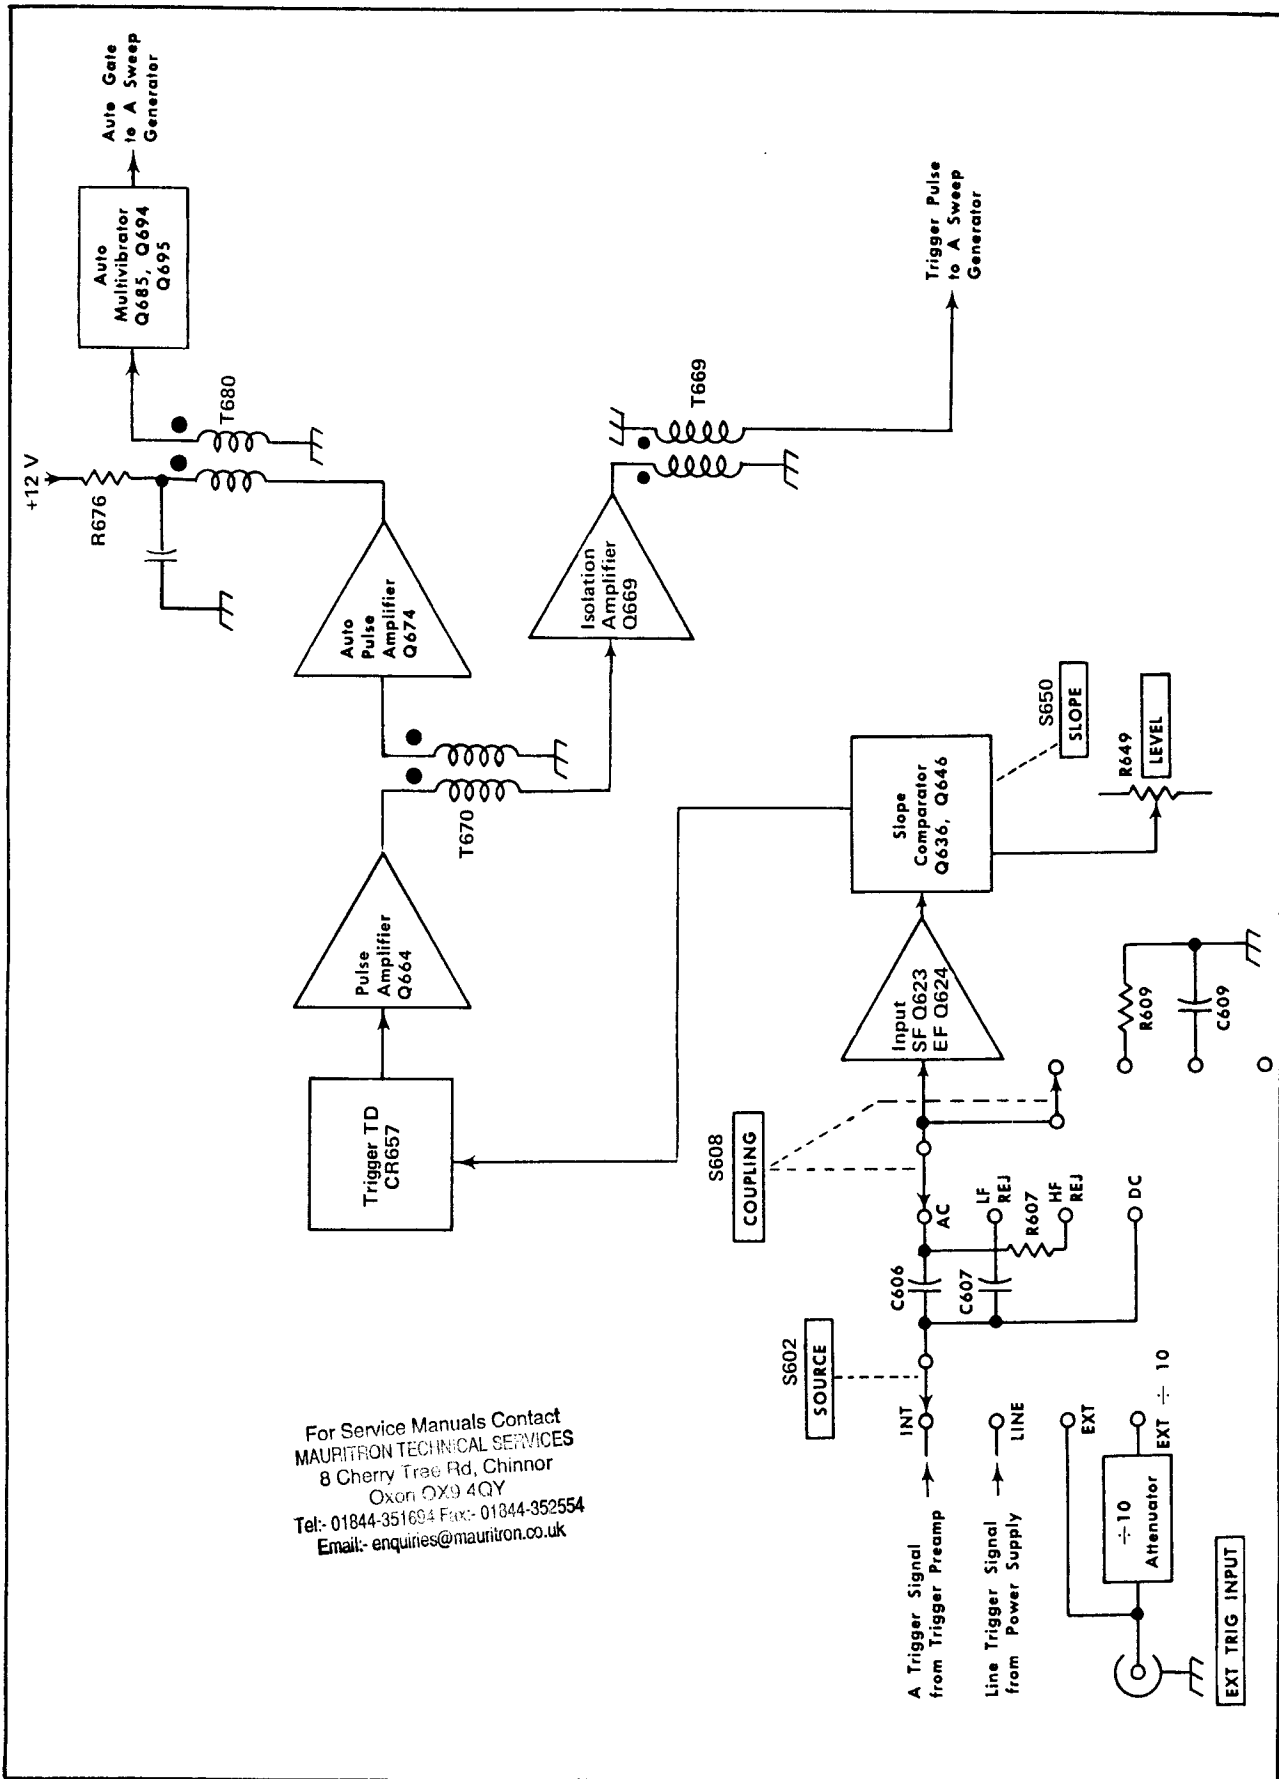 A Trigger Signal
from Trigger Preamp
INT
Line Trigger Signal
from Power Supply
LINE
EXT
EXT ÷ 10
÷10
Attenuator
EXT TRIG INPUT
S602
SOURCE
C606
C607
AC
LF
REJ
R607
HF
REJ
DC
S608
COUPLING
Input
SF Q623
EF Q624
R609
C609
Slope
Comparator
Q636, Q646
S650
SLOPE
R649
LEVEL
Trigger TD
CR657
Pulse
Amplifier
Q664
T670
Auto
Pulse
Amplifier
Q674
Isolation
Amplifier
Q669
+12 V
R676
T680
T669
Auto
Multivibrator
Q685, Q694
Q695
Auto Gate
to A Sweep
Generator
Trigger Pulse
to A Sweep
Generator
For Service Manuals Contact
MAURITRON TECHNICAL SERVICES
8 Cherry Tree Rd, Chinnor
Oxon OX9 4QY
Tel:- 01844-351694 Fax:- 01844-352554
Email:- enquiries@mauritron.co.uk